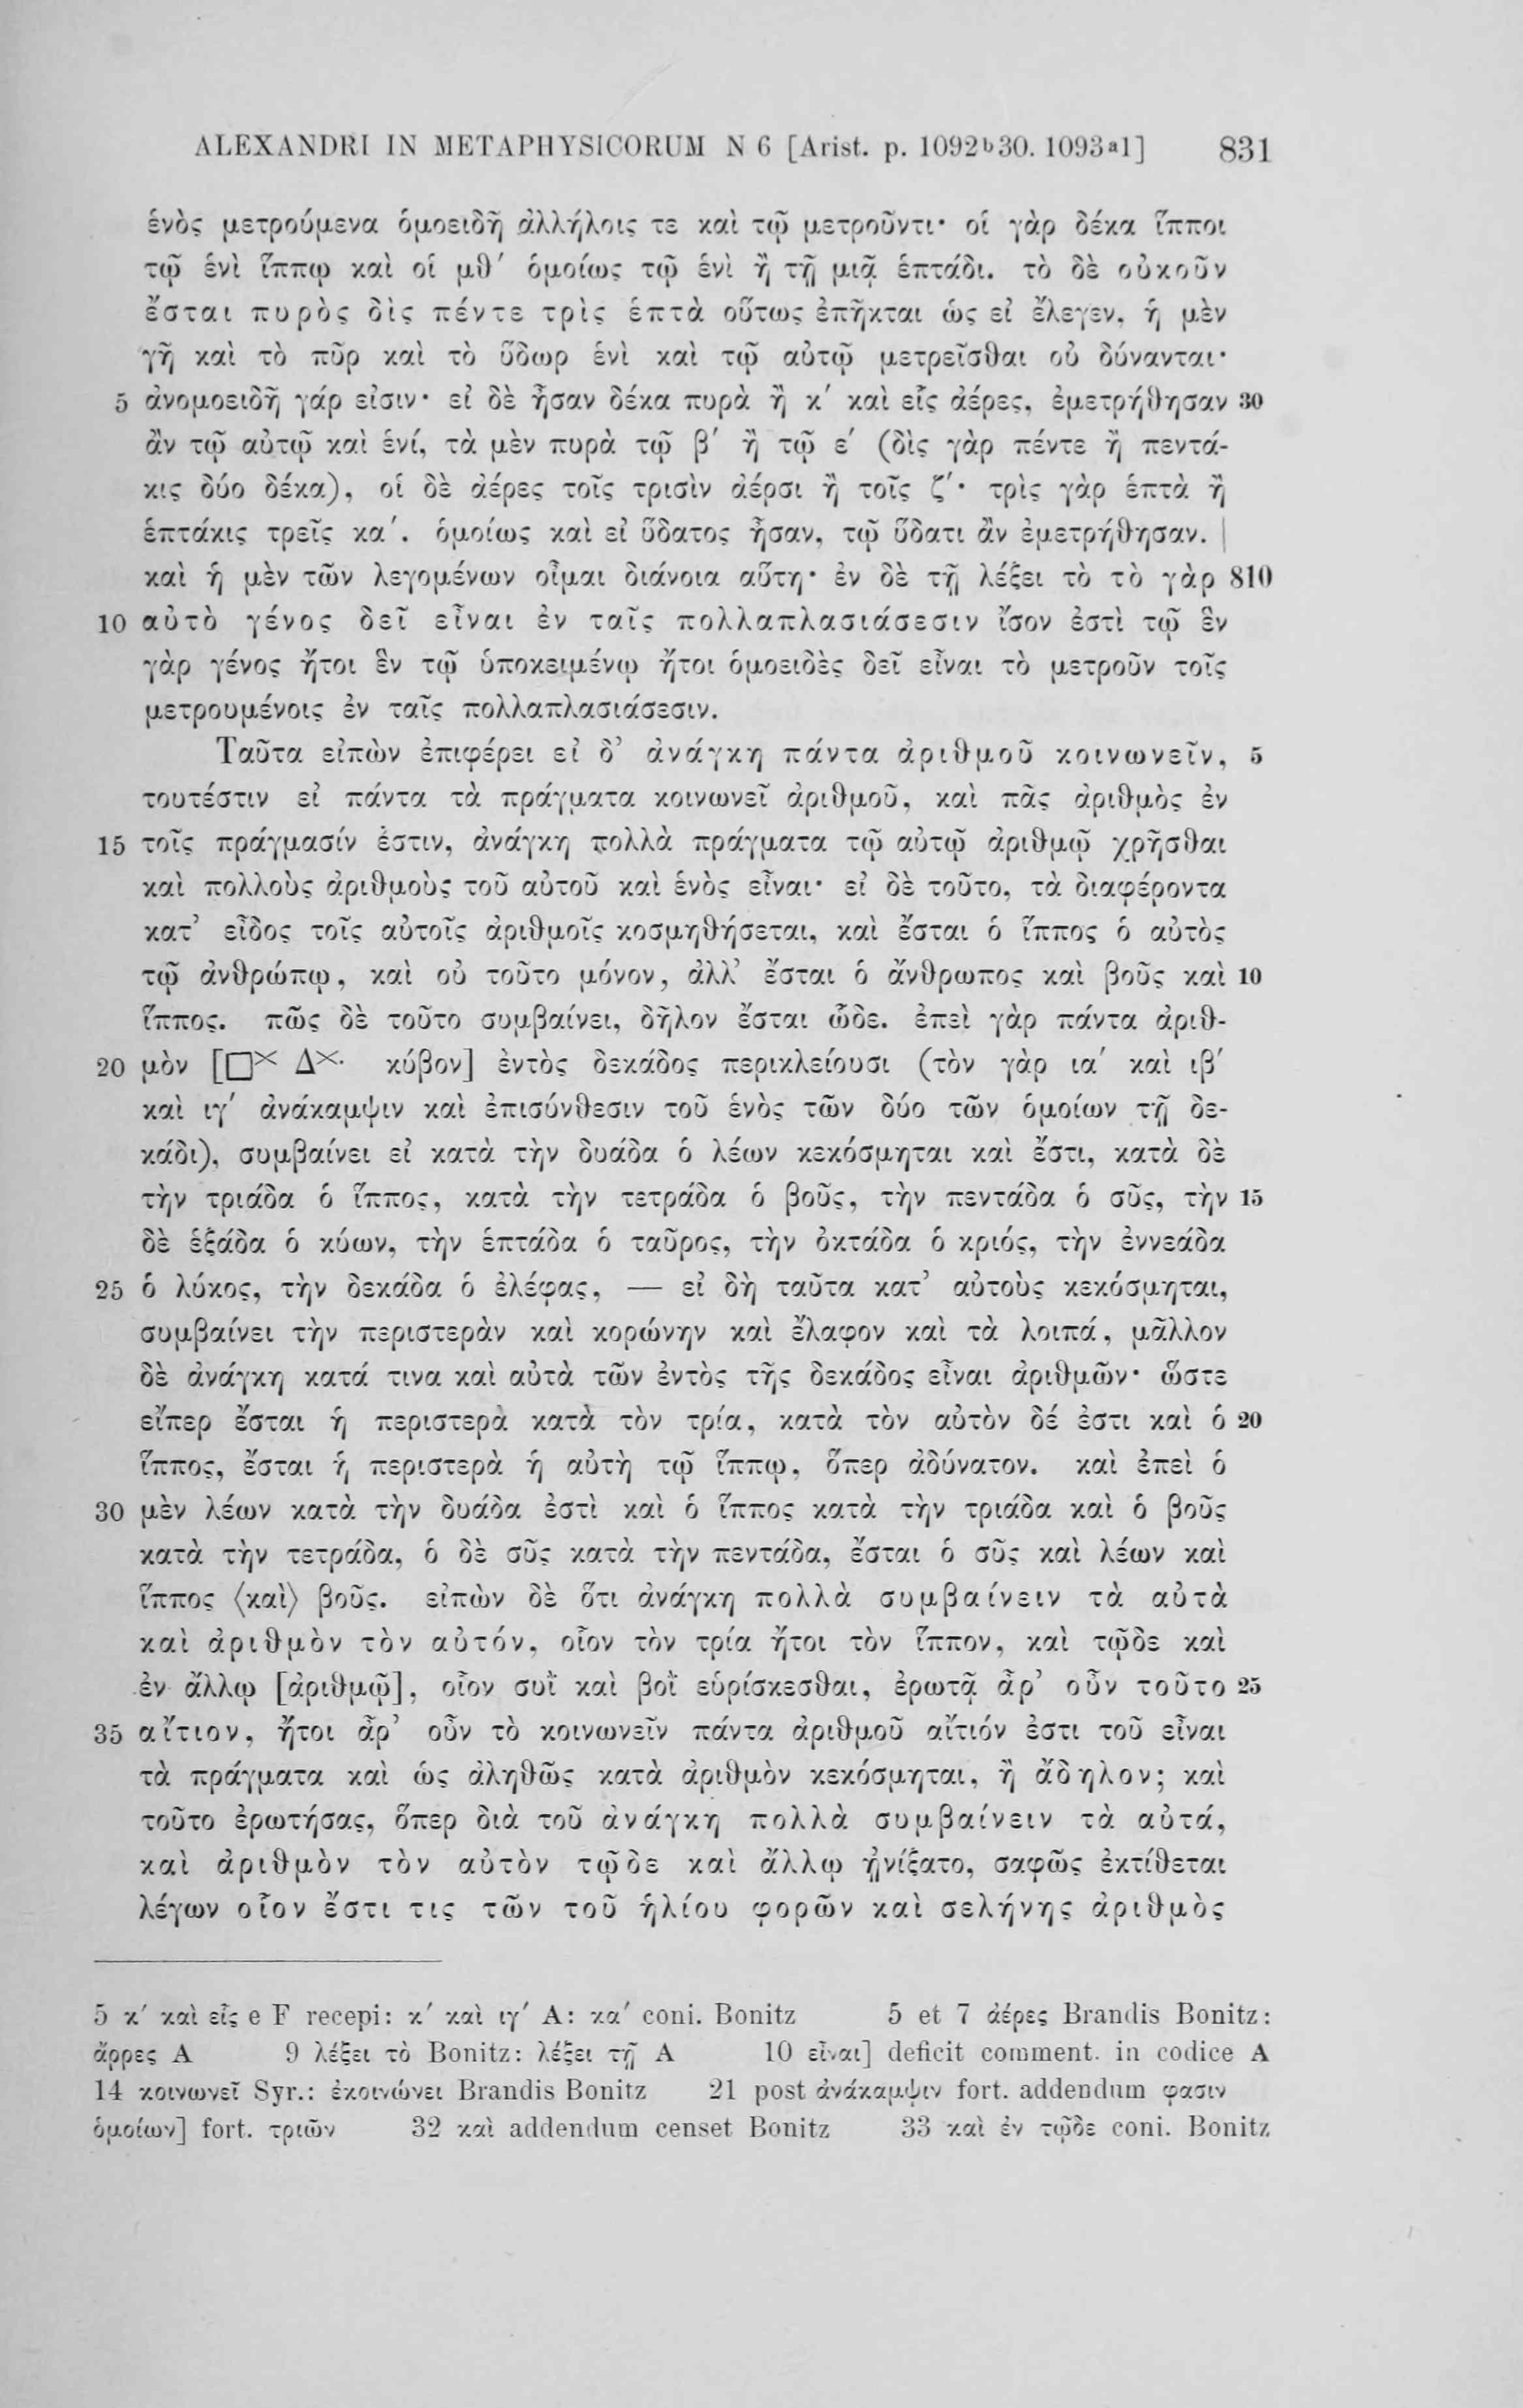 ALEXANDRI IN METAPHYSICORUM N 6 [Arist. p. 1092ᵇ30. 1093ᵃ1] 831
ἑνὸς μετρούμενα ὁμοειδῆ ἀλλήλοις τε καὶ τῷ μετροῦντι· οἱ γὰρ δέκα ἵπποι
τῷ ἑνὶ ἵππῳ καὶ οἱ μθ′ ὁμοίως τῷ ἑνὶ ἢ τῇ μιᾷ ἑπτάδι. τὸ δὲ οὐκοῦν
ἔσται πυρὸς δὶς πέντε τρὶς ἑπτὰ οὕτως ἐπῆκται ὡς εἰ ἔλεγεν, ἡ μὲν
γῆ καὶ τὸ πῦρ καὶ τὸ ὕδωρ ἑνὶ καὶ τῷ αὐτῷ μετρεῖσθαι οὐ δύνανται·
5 ἀνομοειδῆ γάρ εἰσιν· εἰ δὲ ἦσαν δέκα πυρὰ ἢ κ′ καὶ εἷς ἀέρες, ἐμετρήθησαν 30
ἂν τῷ αὐτῷ καὶ ἑνί, τὰ μὲν πυρὰ τῷ β′ ἢ τῷ ε′ (δὶς γὰρ πέντε ἢ πεντά-
κις δύο δέκα), οἱ δὲ ἀέρες τοῖς τρισὶν ἀέρσι ἢ τοῖς ζ′· τρὶς γὰρ ἑπτὰ ἢ
ἑπτάκις τρεῖς κα′. ὁμοίως καὶ εἰ ὕδατος ἦσαν, τῷ ὕδατι ἂν ἐμετρήθησαν. |
καὶ ἡ μὲν τῶν λεγομένων οἶμαι διάνοια αὕτη· ἐν δὲ τῇ λέξει τὸ τὸ γὰρ 810
10 αὐτὸ γένος δεῖ εἶναι ἐν ταῖς πολλαπλασιάσεσιν ἴσον ἐστὶ τῷ ἓν
γὰρ γένος ἤτοι ἓν τῷ ὑποκειμένῳ ἤτοι ὁμοειδὲς δεῖ εἶναι τὸ μετροῦν τοῖς
μετρουμένοις ἐν ταῖς πολλαπλασιάσεσιν.
Ταῦτα εἰπὼν ἐπιφέρει εἰ δ’ ἀνάγκη πάντα ἀριθμοῦ κοινωνεῖν, 5
τουτέστιν εἰ πάντα τὰ πράγματα κοινωνεῖ ἀριθμοῦ, καὶ πᾶς ἀριθμὸς ἐν
15 τοῖς πράγμασίν ἐστιν, ἀνάγκη πολλὰ πράγματα τῷ αὐτῷ ἀριθμῷ χρῆσθαι
καὶ πολλοὺς ἀριθμοὺς τοῦ αὐτοῦ καὶ ἑνὸς εἶναι· εἰ δὲ τοῦτο, τὰ διαφέροντα
κατ’ εἶδος τοῖς αὐτοῖς ἀριθμοῖς κοσμηθήσεται, καὶ ἔσται ὁ ἵππος ὁ αὐτὸς
τῷ ἀνθρώπῳ, καὶ οὐ τοῦτο μόνον, ἀλλ’ ἔσται ὁ ἄνθρωπος καὶ βοῦς καὶ 10
ἵππος. πῶς δὲ τοῦτο συμβαίνει, δῆλον ἔσται ὧδε. ἐπεὶ γὰρ πάντα ἀριθ-
20 μὸν [□× Δ×· κύβον] ἐντὸς δεκάδος περικλείουσι (τὸν γὰρ ια′ καὶ ιβ′
καὶ ιγ′ ἀνάκαμψιν καὶ ἐπισύνθεσιν τοῦ ἑνὸς τῶν δύο τῶν ὁμοίων τῇ δε-
κάδι), συμβαίνει εἰ κατὰ τὴν δυάδα ὁ λέων κεκόσμηται καὶ ἔστι, κατὰ δὲ
τὴν τριάδα ὁ ἵππος, κατὰ τὴν τετράδα ὁ βοῦς, τὴν πεντάδα ὁ σῦς, τὴν 15
δὲ ἑξάδα ὁ κύων, τὴν ἑπτάδα ὁ ταῦρος, τὴν ὀκτάδα ὁ κριός, τὴν ἐννεάδα
25 ὁ λύκος, τὴν δεκάδα ὁ ἐλέφας, — εἰ δὴ ταῦτα κατ’ αὐτοὺς κεκόσμηται,
συμβαίνει τὴν περιστερὰν καὶ κορώνην καὶ ἔλαφον καὶ τὰ λοιπά, μᾶλλον
δὲ ἀνάγκη κατά τινα καὶ αὐτὰ τῶν ἐντὸς τῆς δεκάδος εἶναι ἀριθμῶν· ὥστε
εἴπερ ἔσται ἡ περιστερὰ κατὰ τὸν τρία, κατὰ τὸν αὐτὸν δέ ἐστι καὶ ὁ 20
ἵππος, ἔσται ἡ περιστερὰ ἡ αὐτὴ τῷ ἵππῳ, ὅπερ ἀδύνατον. καὶ ἐπεὶ ὁ
30 μὲν λέων κατὰ τὴν δυάδα ἐστὶ καὶ ὁ ἵππος κατὰ τὴν τριάδα καὶ ὁ βοῦς
κατὰ τὴν τετράδα, ὁ δὲ σῦς κατὰ τὴν πεντάδα, ἔσται ὁ σῦς καὶ λέων καὶ
ἵππος ⟨καὶ⟩ βοῦς. εἰπὼν δὲ ὅτι ἀνάγκη πολλὰ συμβαίνειν τὰ αὐτὰ
καὶ ἀριθμὸν τὸν αὐτόν, οἷον τὸν τρία ἤτοι τὸν ἵππον, καὶ τῷδε καὶ
ἐν ἄλλῳ [ἀριθμῷ], οἷον συῒ καὶ βοῒ εὑρίσκεσθαι, ἐρωτᾷ ἆρ’ οὖν τοῦτο 25
35 αἴτιον, ἤτοι ἆρ’ οὖν τὸ κοινωνεῖν πάντα ἀριθμοῦ αἴτιόν ἐστι τοῦ εἶναι
τὰ πράγματα καὶ ὡς ἀληθῶς κατὰ ἀριθμὸν κεκόσμηται, ἢ ἄδηλον; καὶ
τοῦτο ἐρωτήσας, ὅπερ διὰ τοῦ ἀνάγκη πολλὰ συμβαίνειν τὰ αὐτά,
καὶ ἀριθμὸν τὸν αὐτὸν τῷδε καὶ ἄλλῳ ᾐνίξατο, σαφῶς ἐκτίθεται
λέγων οἷον ἔστι τις τῶν τοῦ ἡλίου φορῶν καὶ σελήνης ἀριθμὸς
5 κ′ καὶ εἷς e F recepi: κ′ καὶ ιγ′ A: κα′ coni. Bonitz 5 et 7 ἀέρες Brandis Bonitz:
ἄρρες A 9 λέξει τὸ Bonitz: λέξει τῇ A 10 εἶναι] deficit comment. in codice A
14 κοινωνεῖ Syr.: ἐκοινώνει Brandis Bonitz 21 post ἀνάκαμψιν fort. addendum φασιν
ὁμοίων] fort. τριῶν 32 καὶ addendum censet Bonitz 33 καὶ ἐν τῷδε coni. Bonitz